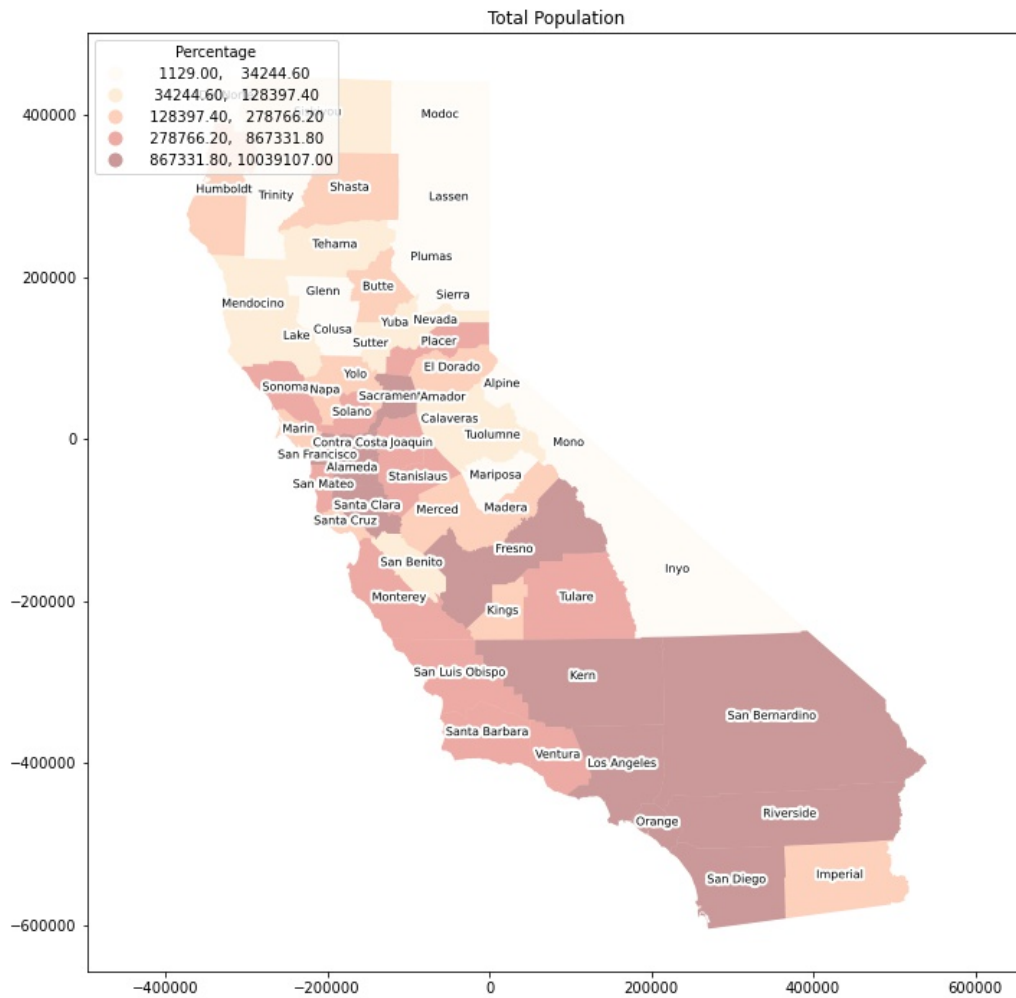 Total Population
Percentage
1129.00, 34244.60
34244.60, 128397.40
128397.40, 278766.20
278766.20, 867331.80
867331.80, 10039107.00
400000
200000
0
−200000
−400000
−600000
−400000
−200000
0
200000
400000
600000
Modoc
Humboldt
Trinity
Shasta
Lassen
Tehama
Plumas
Glenn
Butte
Sierra
Mendocino
Lake
Colusa
Yuba
Nevada
Sutter
Placer
Yolo
El Dorado
Sonoma
Napa
Sacrament
Amador
Alpine
Solano
Calaveras
Marin
Tuolumne
Contra Costa
Joaquin
Mono
San Francisco
Alameda
Stanislaus
Mariposa
San Mateo
Santa Clara
Merced
Madera
Santa Cruz
Fresno
San Benito
Inyo
Monterey
Kings
Tulare
San Luis Obispo
Kern
San Bernardino
Santa Barbara
Ventura
Los Angeles
Orange
Riverside
San Diego
Imperial